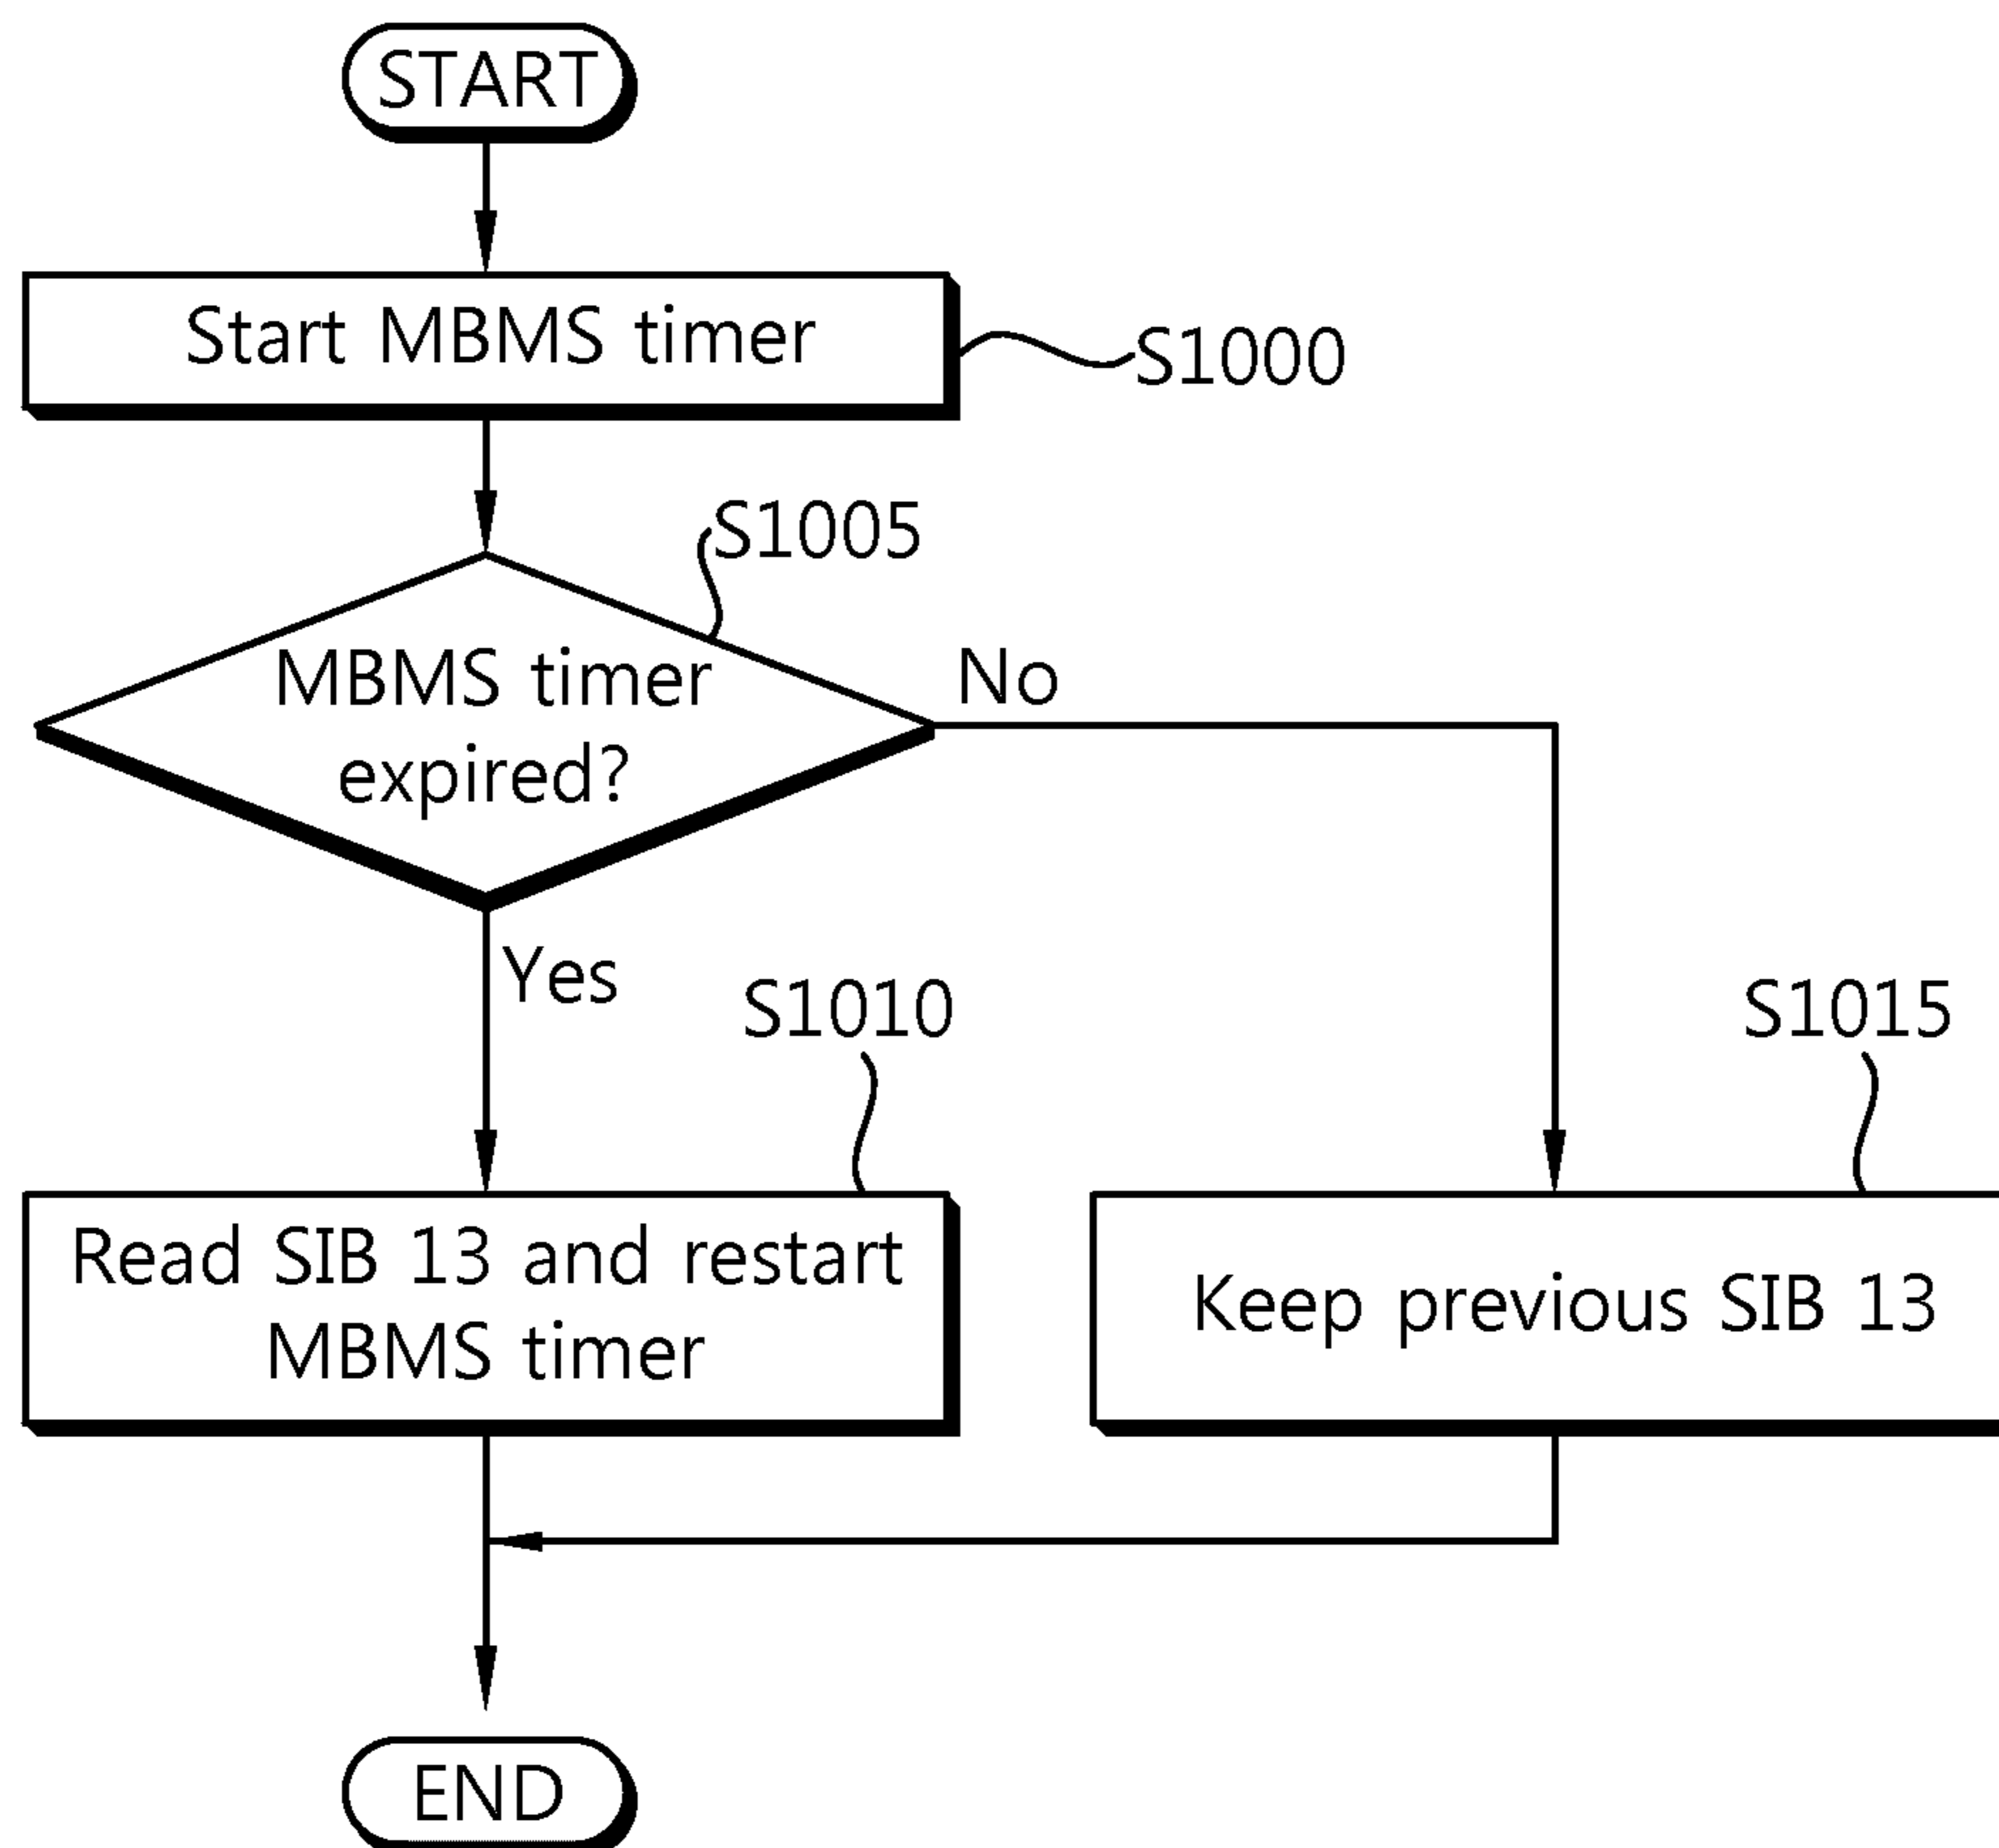 START
Start MBMS timer
S1000
S1005
MBMS timer
expired?
No
Yes
S1010
S1015
Read SIB 13 and restart
MBMS timer
Keep previous SIB 13
END